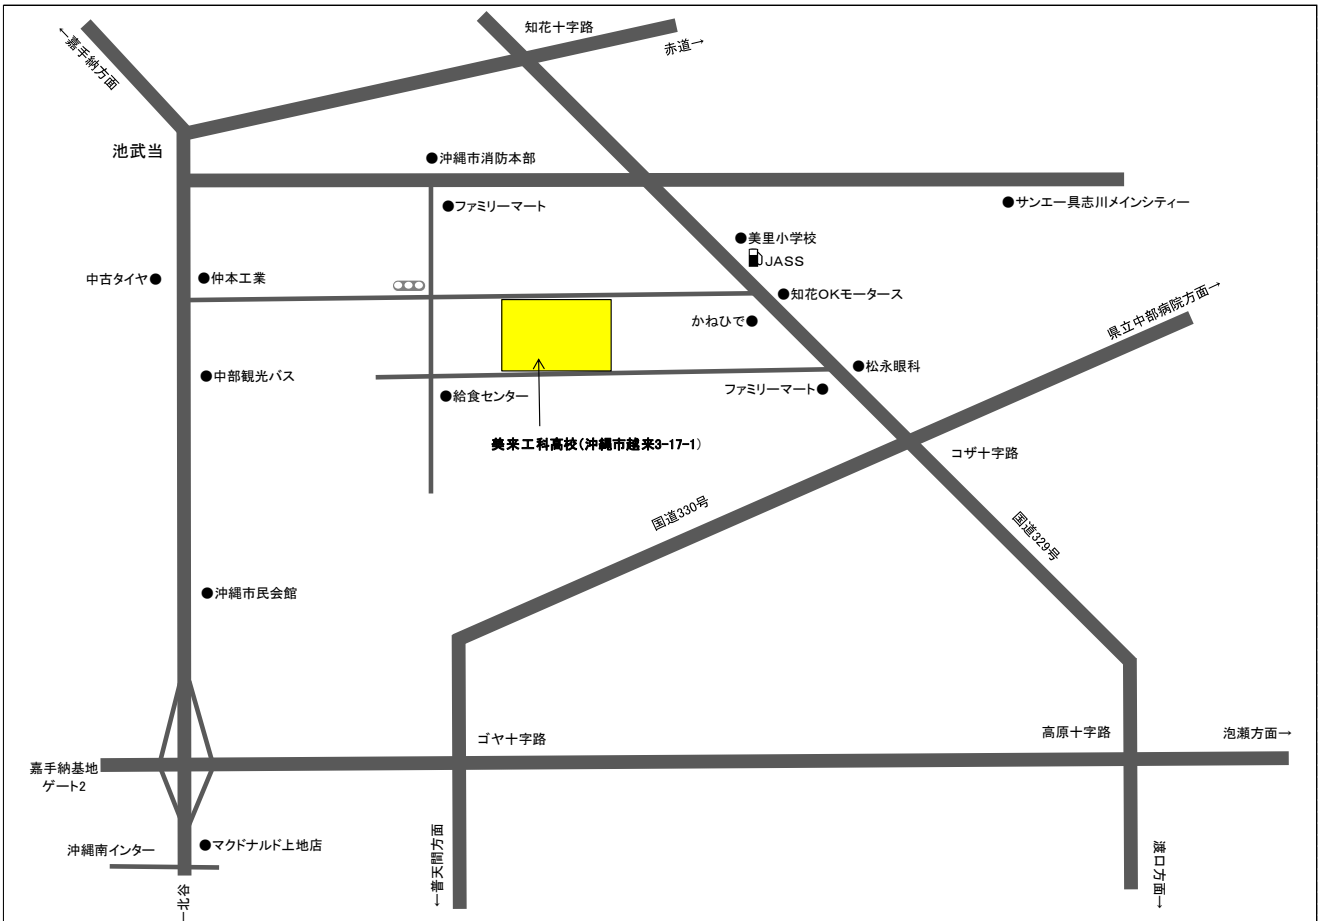 知花十字路
赤道→
←嘉手納方面
池武当
●沖縄市消防本部
●ファミリーマート
●サンエー具志川メインシティー
●美里小学校
JASS
中古タイヤ●
●仲本工業
●知花OKモータース
かねひで●
県立中部病院方面→
●中部観光バス
●松永眼科
ファミリーマート●
●給食センター
美来工科高校(沖縄市越来3-17-1)
コザ十字路
国道330号
国道329号
●沖縄市民会館
ゴヤ十字路
高原十字路
泡瀬方面→
嘉手納基地
ゲート2
沖縄南インター
●マクドナルド上地店
←普天間方面
渡口方面→
北谷